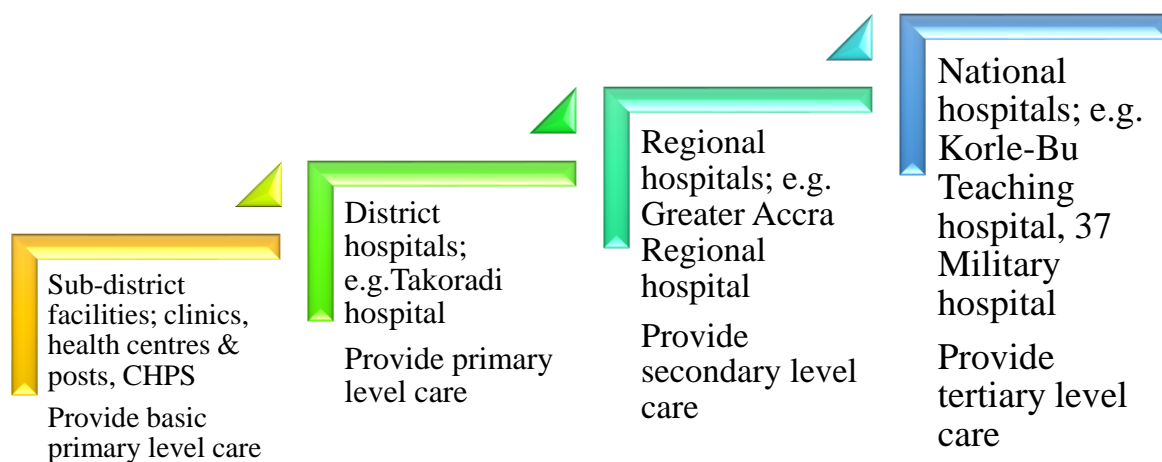 Sub-district
facilities; clinics,
health centres &
posts, CHPS
Provide basic
primary level care
District
hospitals;
e.g.Takoradi
hospital
Provide primary
level care
Regional
hospitals; e.g.
Greater Accra
Regional
hospital
Provide
secondary level
care
National
hospitals; e.g.
Korle-Bu
Teaching
hospital, 37
Military
hospital
Provide
tertiary level
care